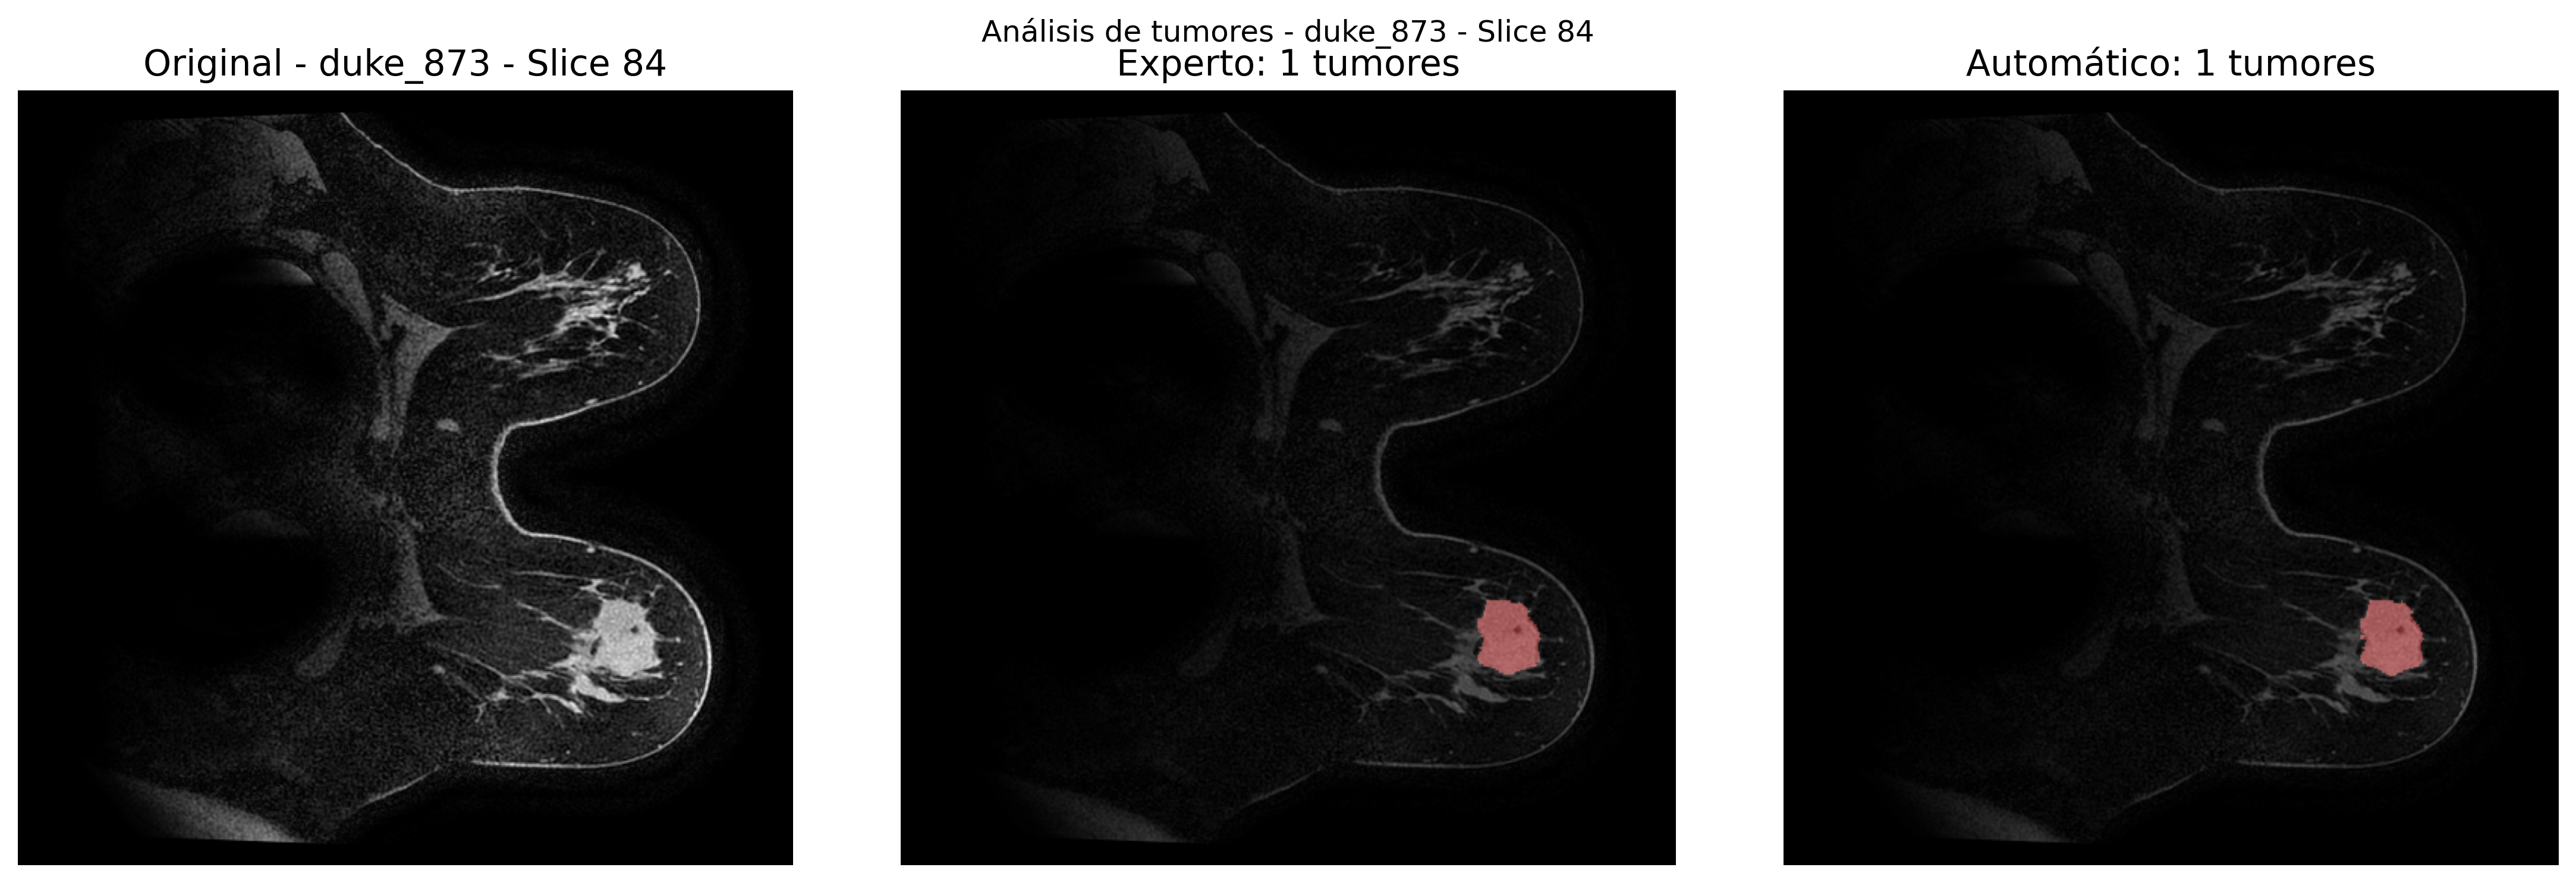 Análisis de tumores - duke_873 - Slice 84
Original - duke_873 - Slice 84
Experto: 1 tumores
Automático: 1 tumores